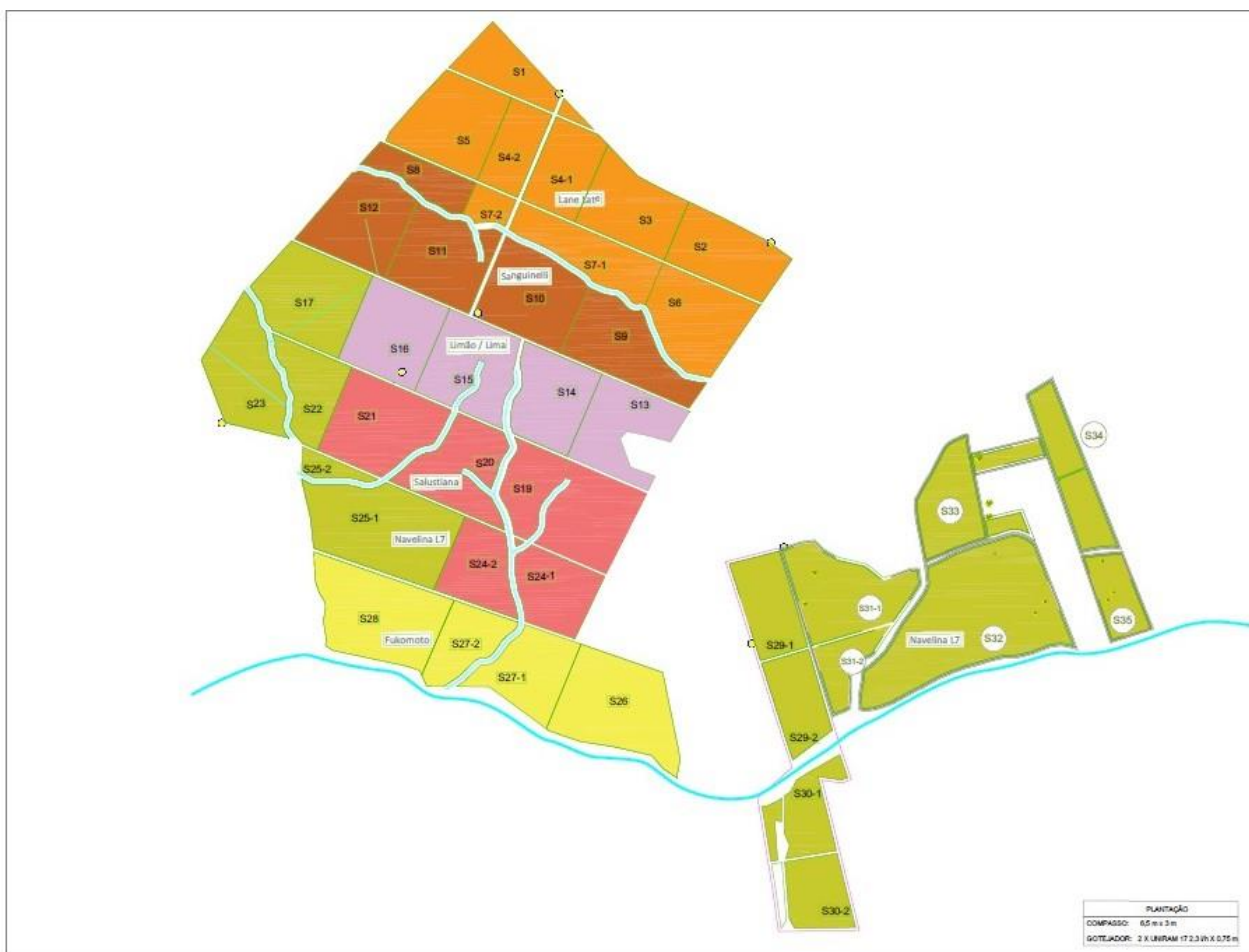 S1
S5
S4-2
S8
S4-1
Lane Late
S12
S7-2
S3
S2
S11
S7-1
Sanguinelli
S17
S10
S6
S16
Limão / Lima
S9
S15
S14
S13
S23
S22
S21
S20
S25-2
Salustiana
S19
S34
S25-1
Navelina L7
S33
S24-2
S24-1
S28
Fukomoto
S27-2
S29-1
S31-1
Navelina L7
S32
S35
S31-2
S27-1
S26
S29-2
S30-1
S30-2
PLANTAÇÃO
COMPASSO: 6,5 m x 3 m
GOTEJADOR: 2 X UNIRAM 17 2,3 l/h X 0,75 m